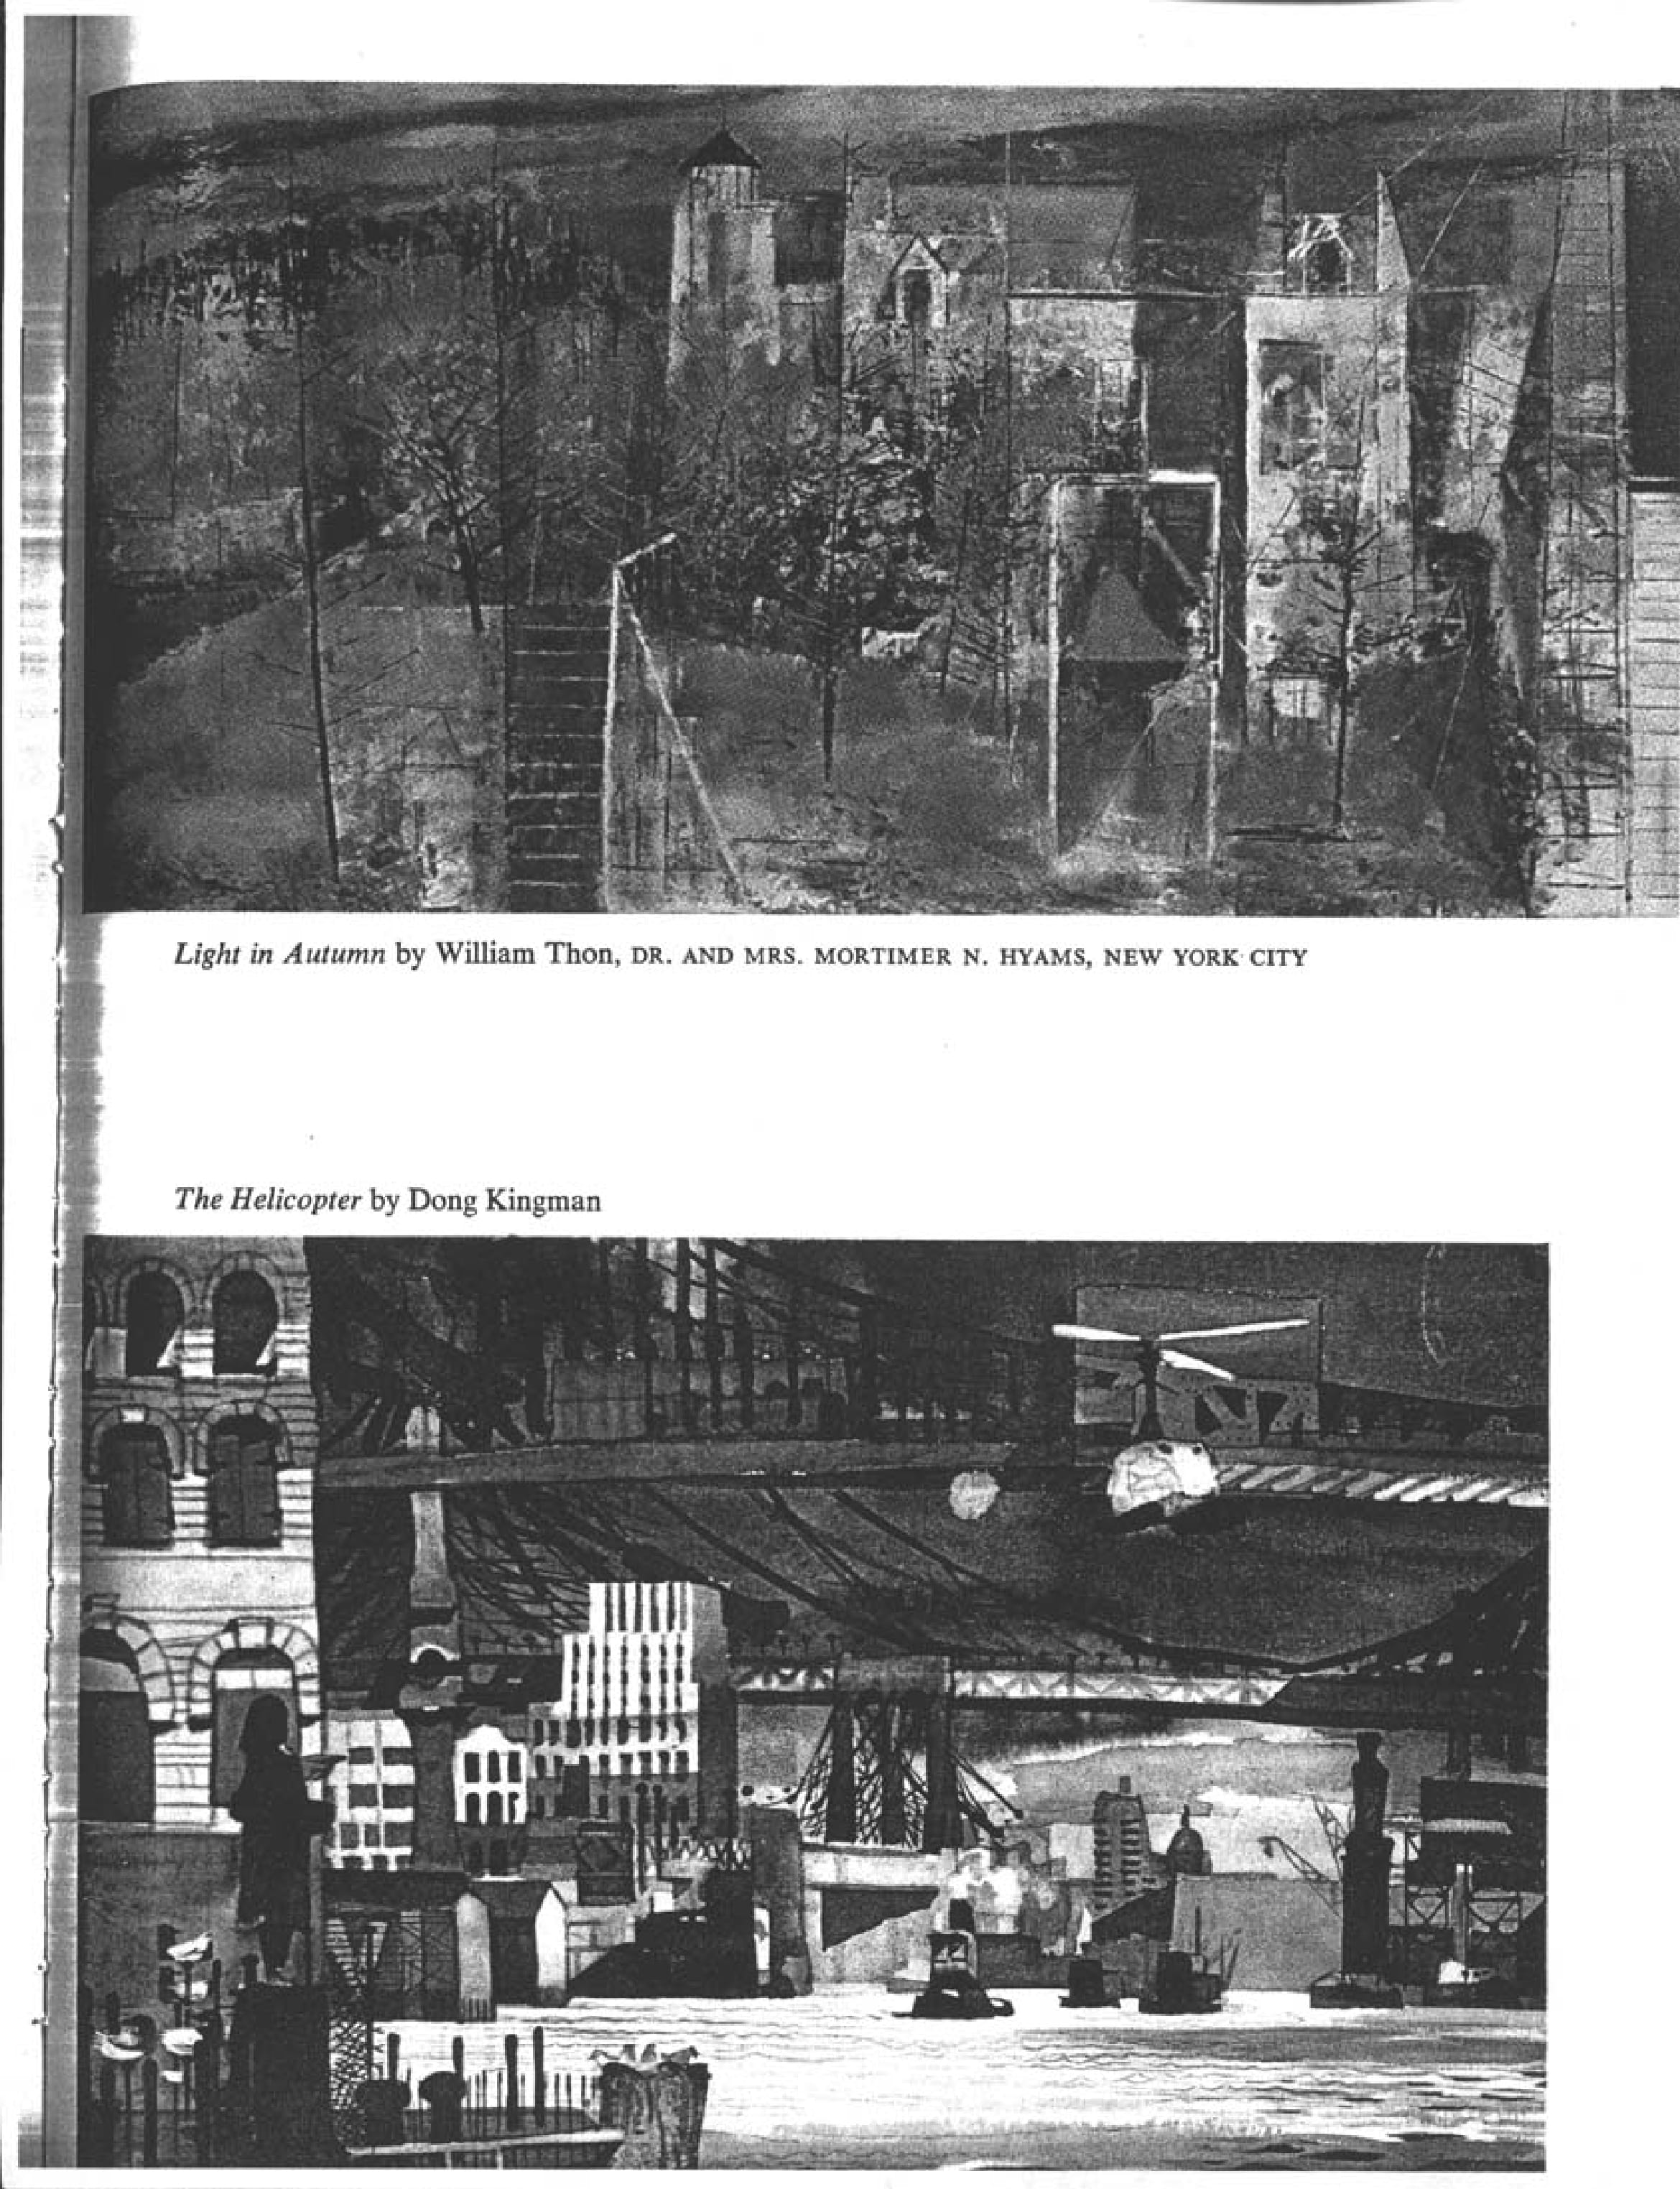 Light in Autumn by William Thon, DR. AND MRS. MORTIMER N. HYAMS, NEW YORK CITY
The Helicopter by Dong Kingman